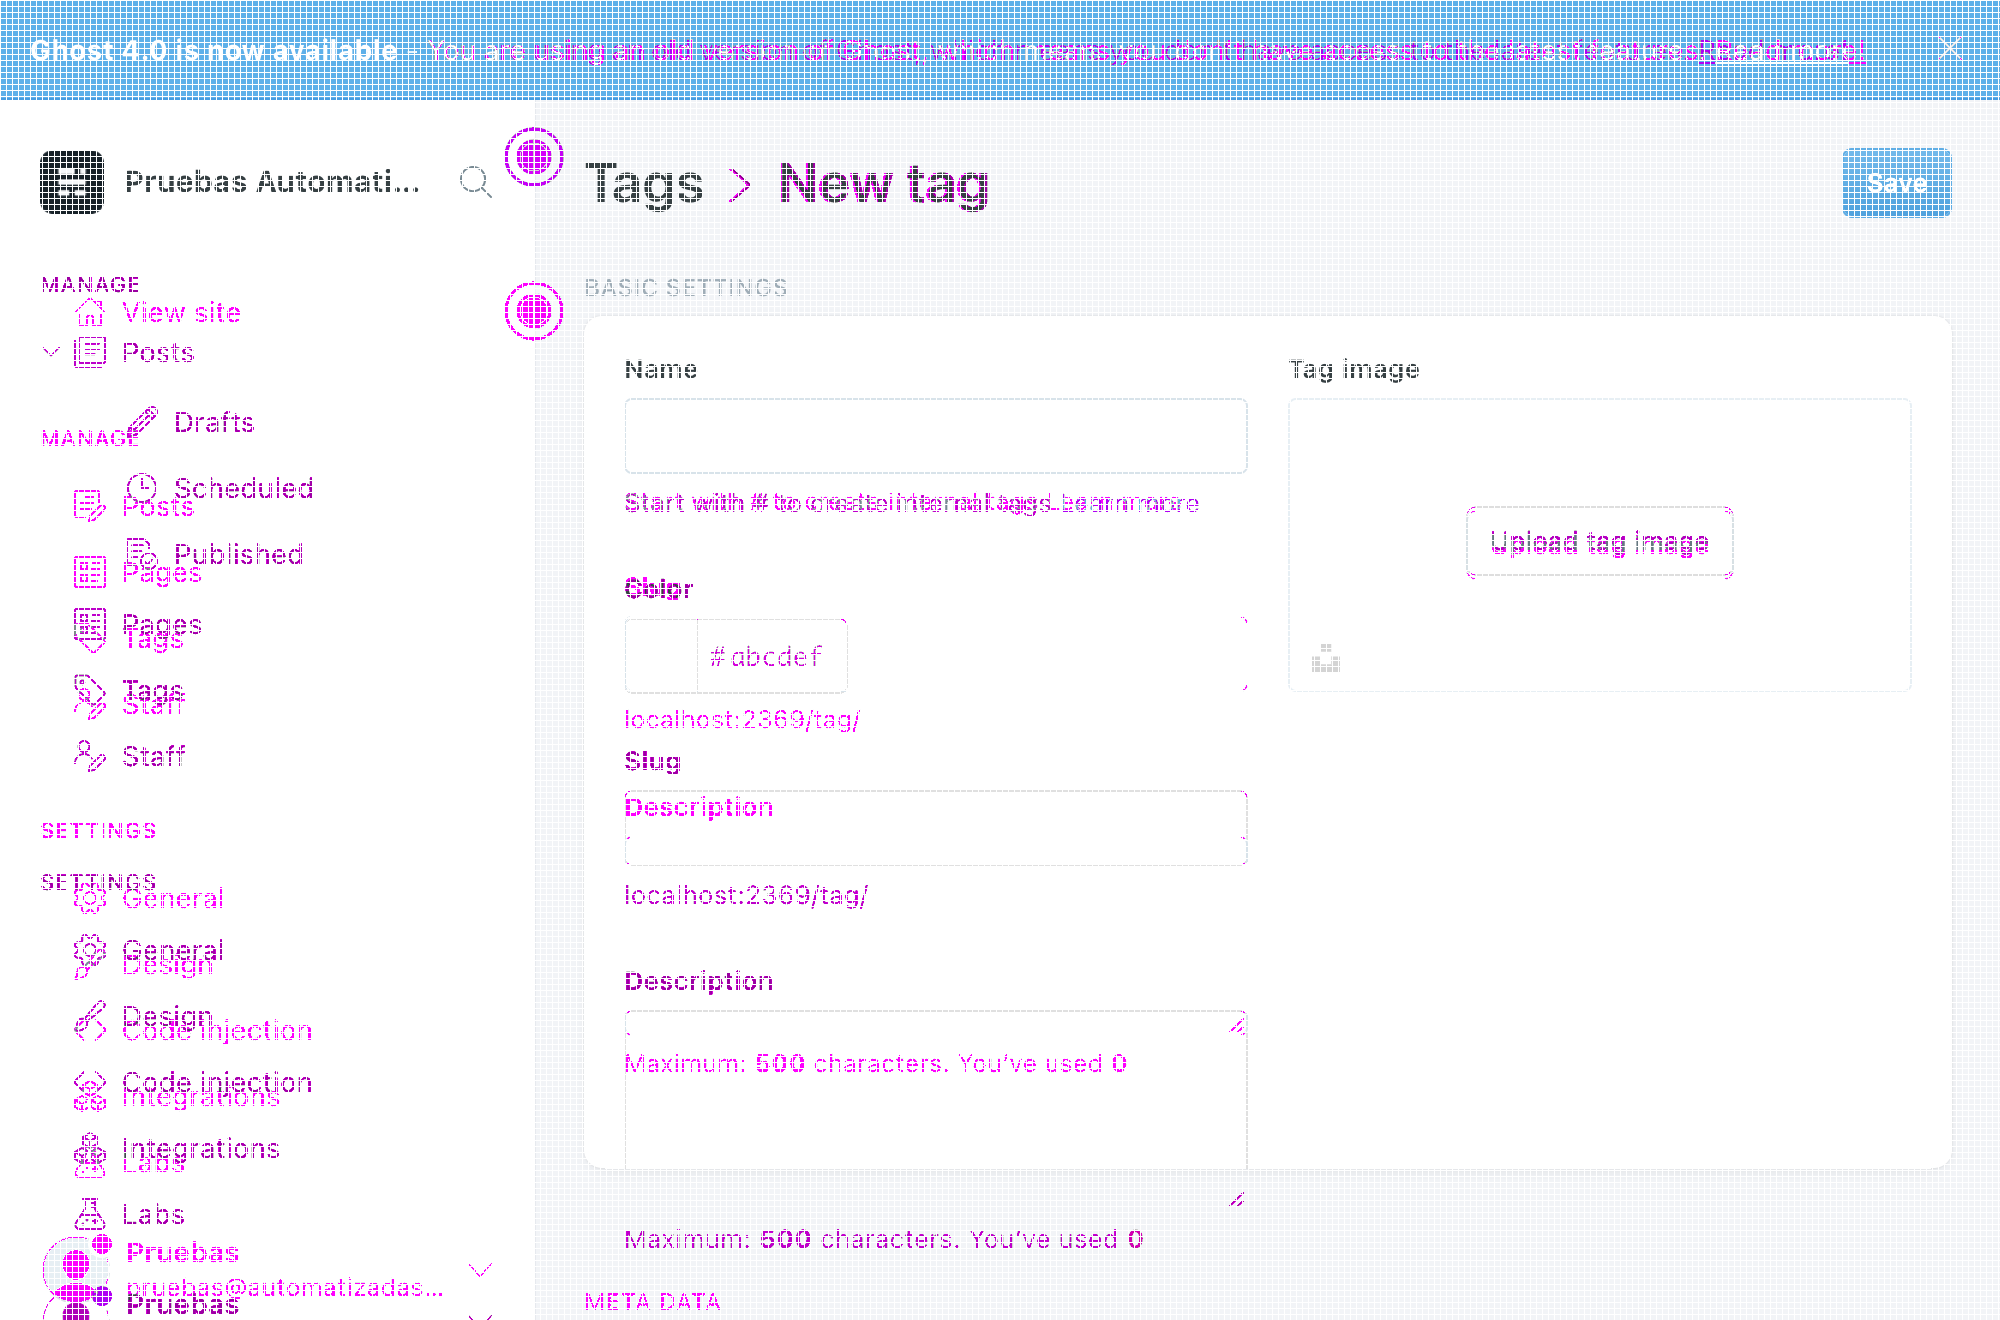 Ghost 4.0 is now available - You are using an old version of Ghost, which means you don't have access to the latest features.
Pruebas Automati...
Tags > New tag
Save
MANAGE
View site
Posts
Drafts
MANAGE
Scheduled
Posts
Published
Pages
Pages
Tags
Tags
Staff
Staff
SETTINGS
SETTINGS
General
General
Design
Design
Code injection
Code injection
Integrations
Integrations
Labs
Labs
Pruebas
pruebas@automatizadas...
Pruebas
BASIC SETTINGS
Name
Start with # to create internal tags Learn more
Color
Slug
#abcdef
localhost:2369/tag/
Slug
Description
localhost:2369/tag/
Description
Maximum: 500 characters. You've used 0
Maximum: 500 characters. You've used 0
META DATA
Tag image
Upload tag image